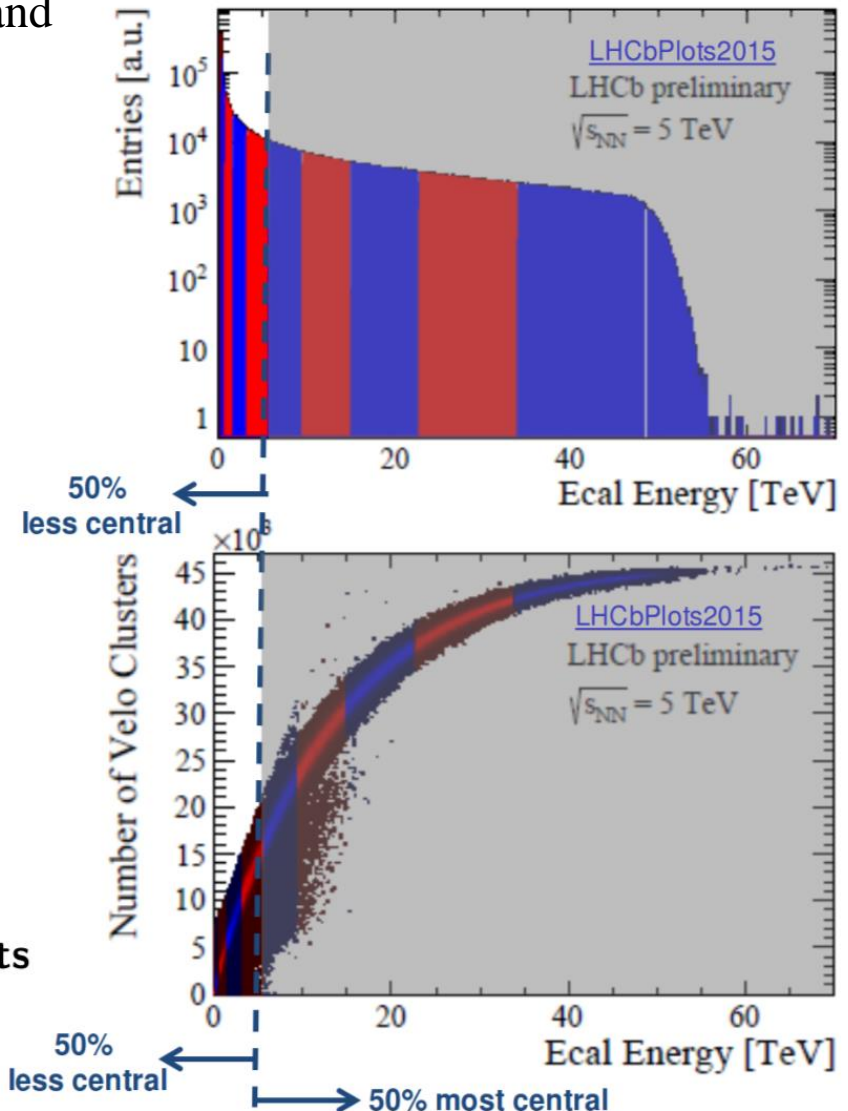 and
Entries [a.u.]
10⁵
10⁴
10³
10²
10
1
LHCbPlots2015
LHCb preliminary
√sNN = 5 TeV
0 20 40 60
Ecal Energy [TeV]
50%
less central
×10³
Number of Velo Clusters
45
40
35
30
25
20
15
10
5
0
LHCbPlots2015
LHCb preliminary
√sNN = 5 TeV
ts
0 20 40 60
Ecal Energy [TeV]
50%
less central
50% most central